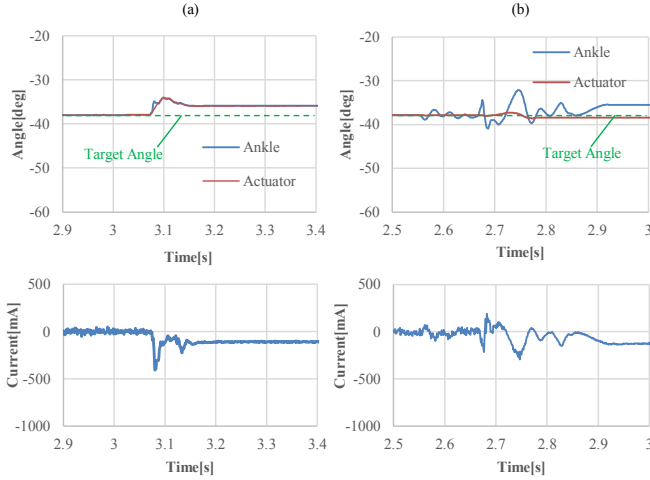 (a)
(b)
-20
-30
-40
-50
-60
Angle[deg]
Target Angle
Ankle
Actuator
2.9 3 3.1 3.2 3.3 3.4
Time[s]
-20
-30
-40
-50
-60
Angle[deg]
Ankle
Actuator
Target Angle
2.5 2.6 2.7 2.8 2.9 3
Time[s]
500
0
-500
-1000
Current[mA]
2.9 3 3.1 3.2 3.3 3.4
Time[s]
500
0
-500
-1000
Current[mA]
2.5 2.6 2.7 2.8 2.9 3
Time[s]